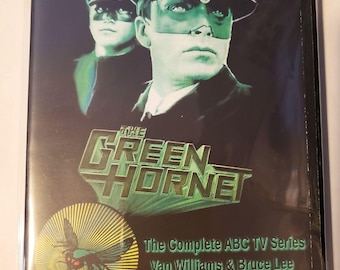 THE
GREEN
HORNET
The Complete ABC TV Series
Van Williams & Bruce Lee